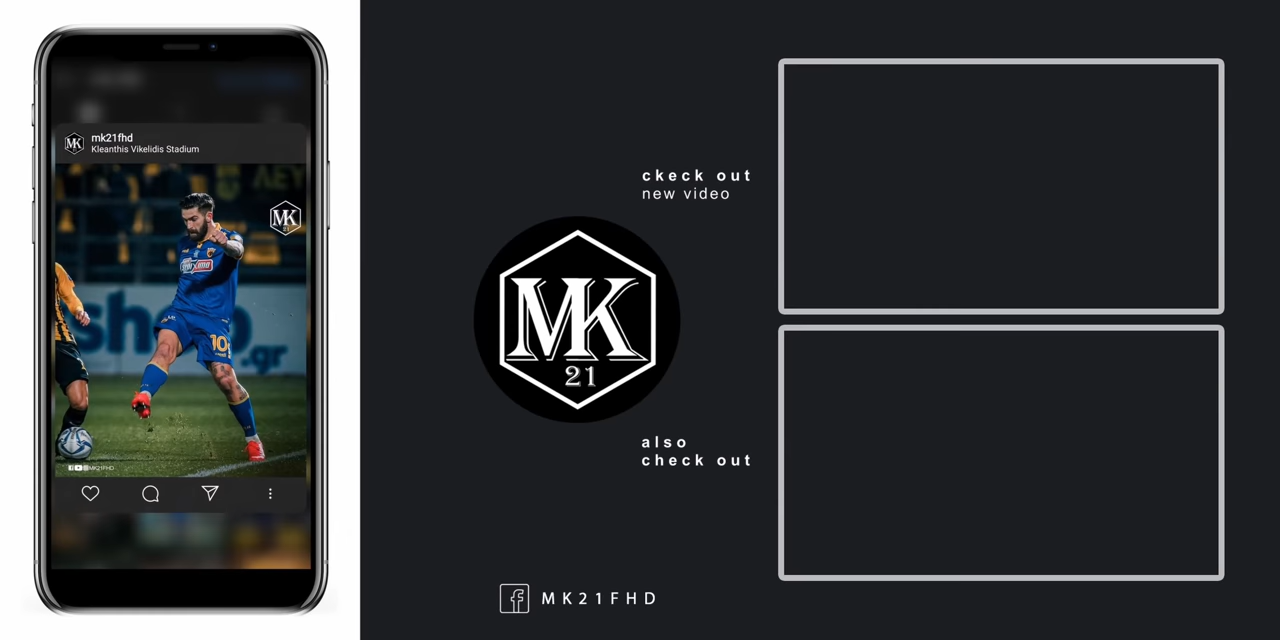 mk21fhd
Kleanthis Vikelidis Stadium
MK
21
shop
.gr
10
MK21FHD
ckeck out
new video
MK
21
also
check out
MK21FHD